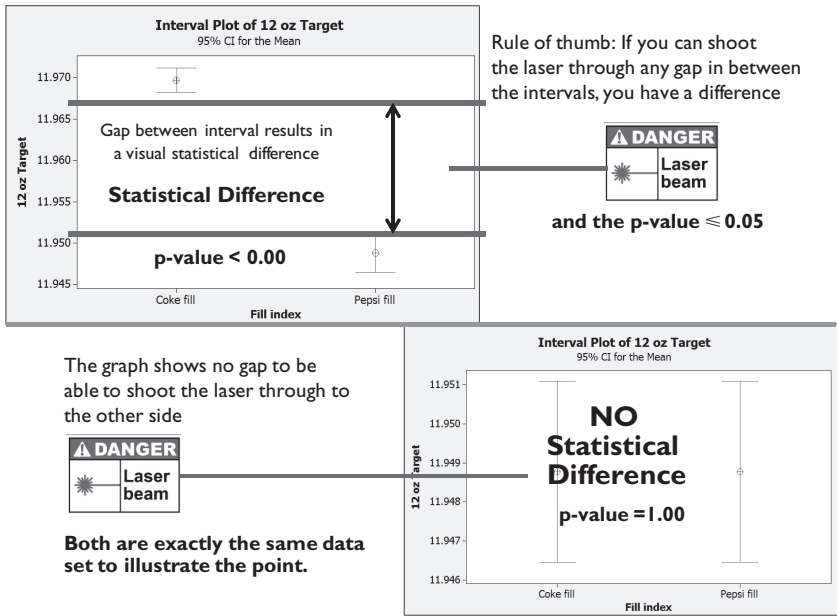 Interval Plot of 12 oz Target
95% CI for the Mean
11.970
11.965
11.960
11.955
11.950
11.945
12 oz Target
Gap between interval results in
a visual statistical difference
Statistical Difference
p-value < 0.00
Coke fill
Pepsi fill
Fill index
Rule of thumb: If you can shoot
the laser through any gap in between
the intervals, you have a difference
DANGER
Laser
beam
and the p-value ⩽ 0.05
The graph shows no gap to be
able to shoot the laser through to
the other side
DANGER
Laser
beam
Both are exactly the same data
set to illustrate the point.
Interval Plot of 12 oz Target
95% CI for the Mean
11.951
11.950
11.949
11.948
11.947
11.946
12 oz Target
NO
Statistical
Difference
p-value =1.00
Coke fill
Pepsi fill
Fill index